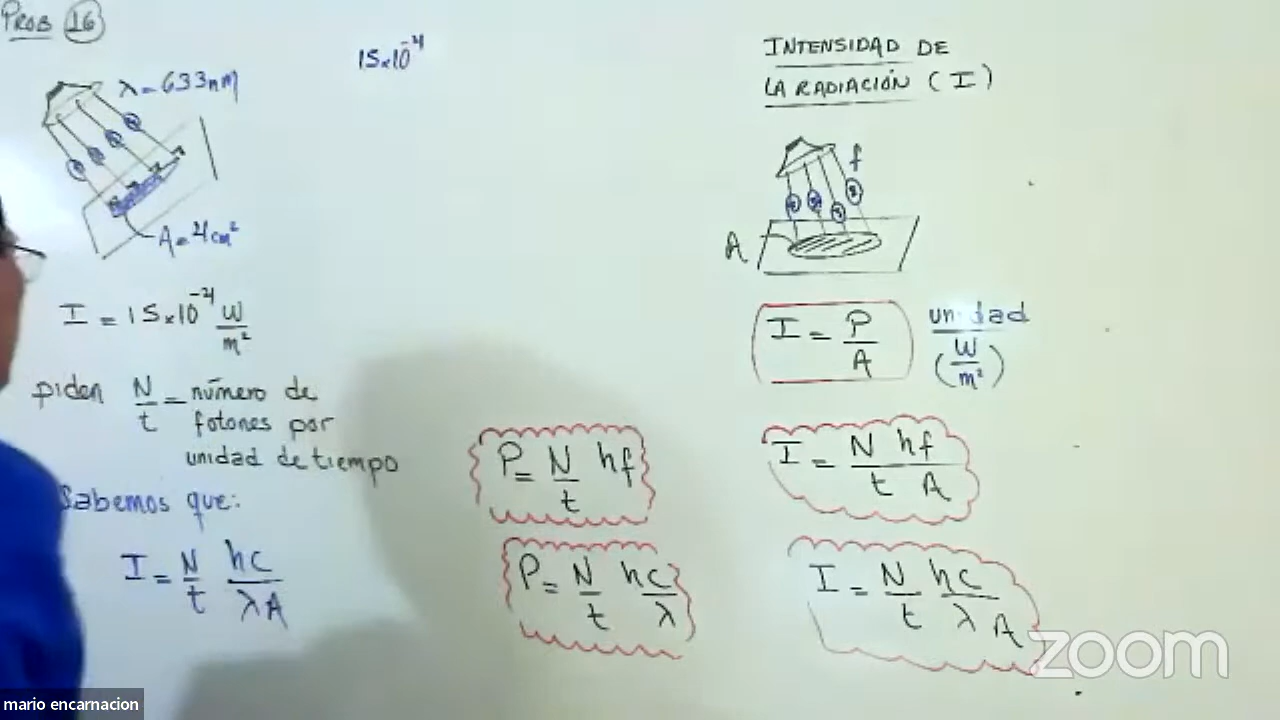 PROB 16
λ = 633nm
A = 4cm²
I = 15×10⁻⁴ W/m²
piden N/t = número de
fotones por
unidad de tiempo
Sabemos que:
I = N/t hc/λA
15×10⁻⁴
P = N/t hf
P = N/t hc/λ
INTENSIDAD DE
LA RADIACIÓN (I)
f
A
I = P/A
unidad
(W/m²)
I = N/t hf/A
I = N/t hc/λA
zoom
mario encarnacion